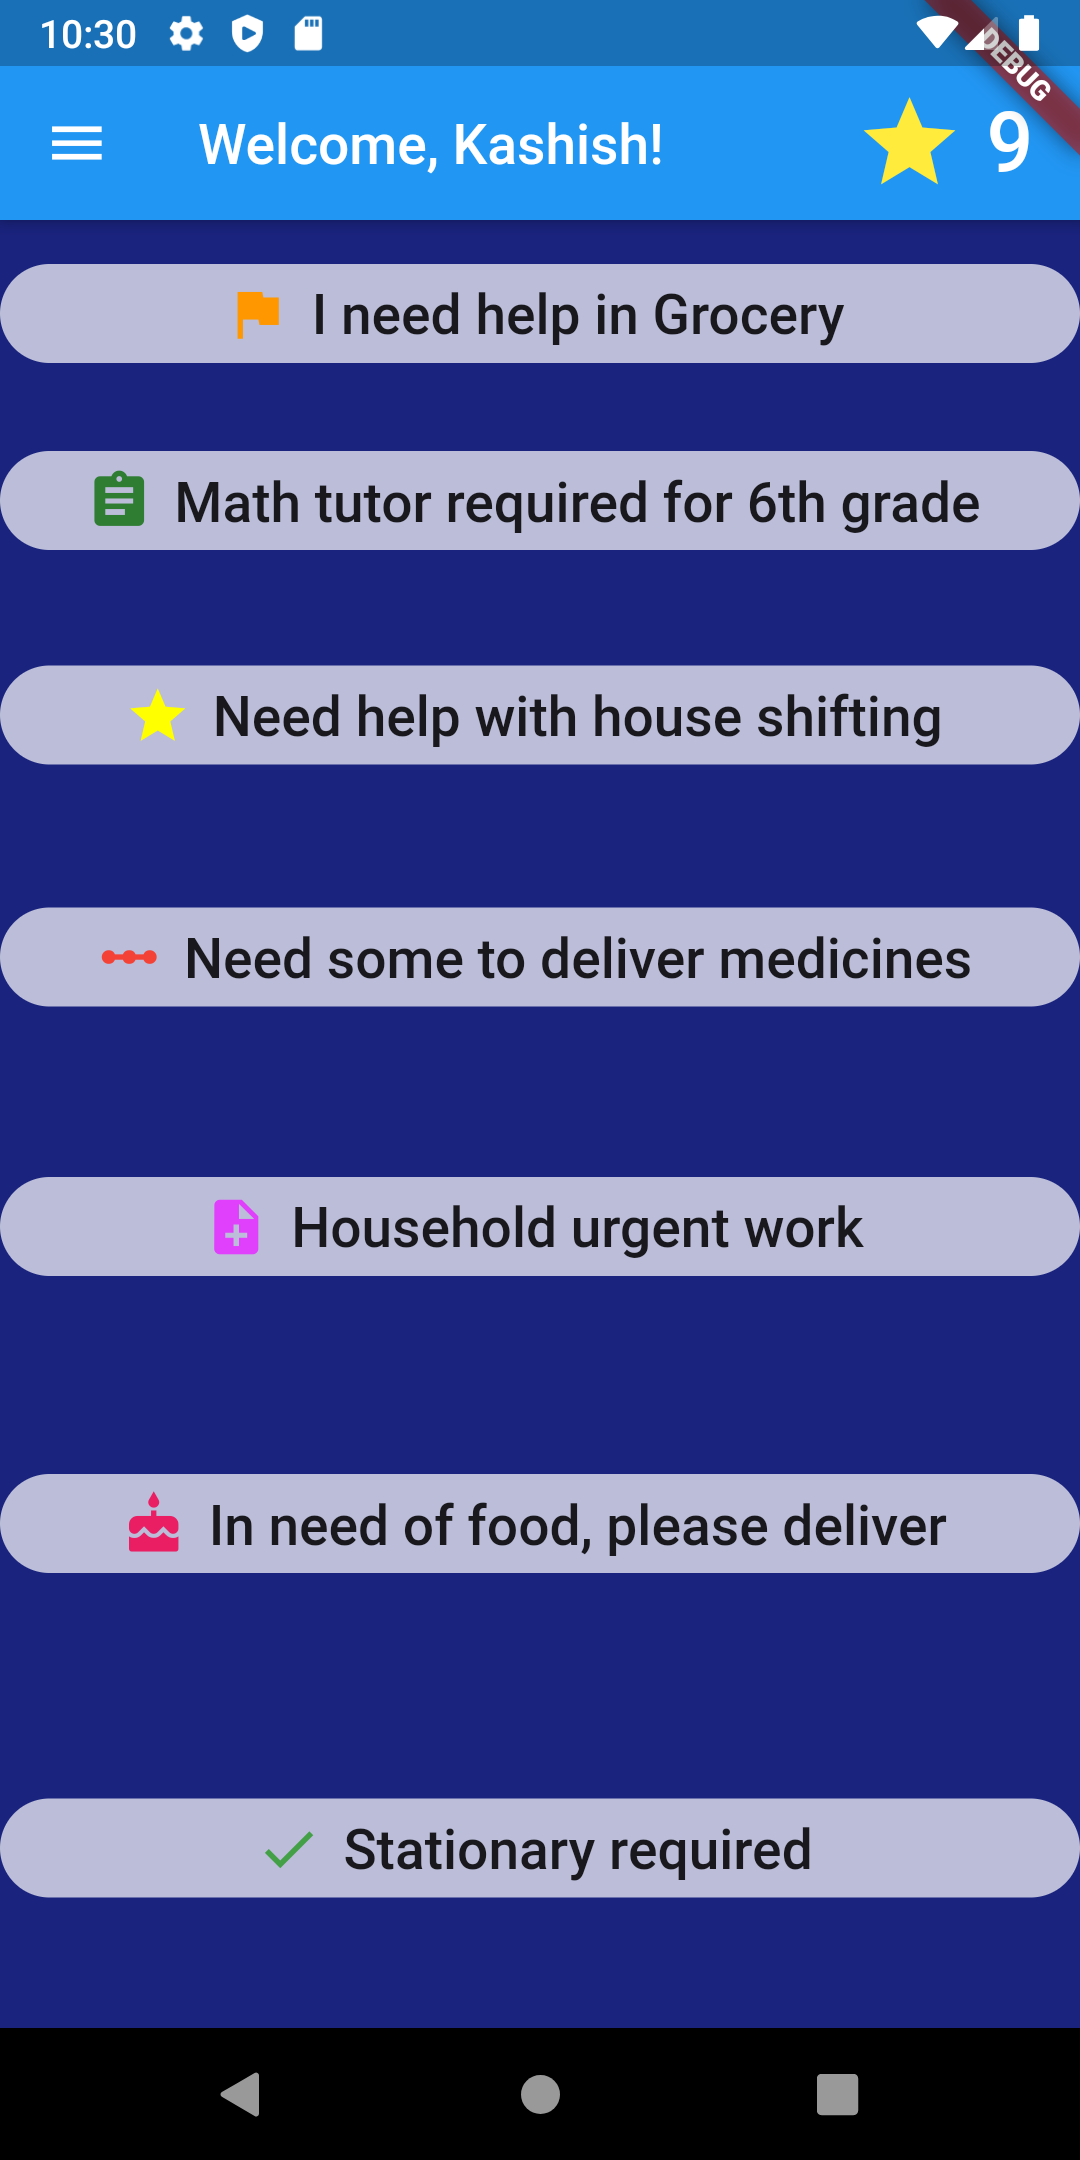 10:30
DEBUG
Welcome, Kashish!
9
I need help in Grocery
Math tutor required for 6th grade
Need help with house shifting
Need some to deliver medicines
Household urgent work
In need of food, please deliver
Stationary required